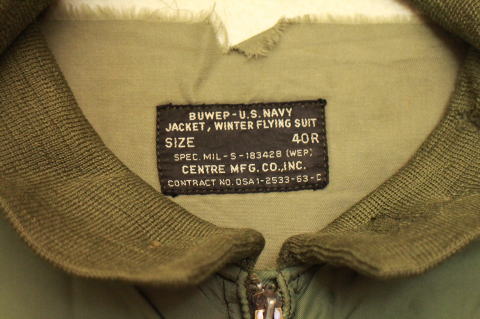 BUWEP-U.S. NAVY
JACKET, WINTER FLYING SUIT
SIZE 40R
SPEC. MIL-S-18342B (WEP)
CENTRE MFG. CO., INC.
CONTRACT NO. DSA1-2533-63-C